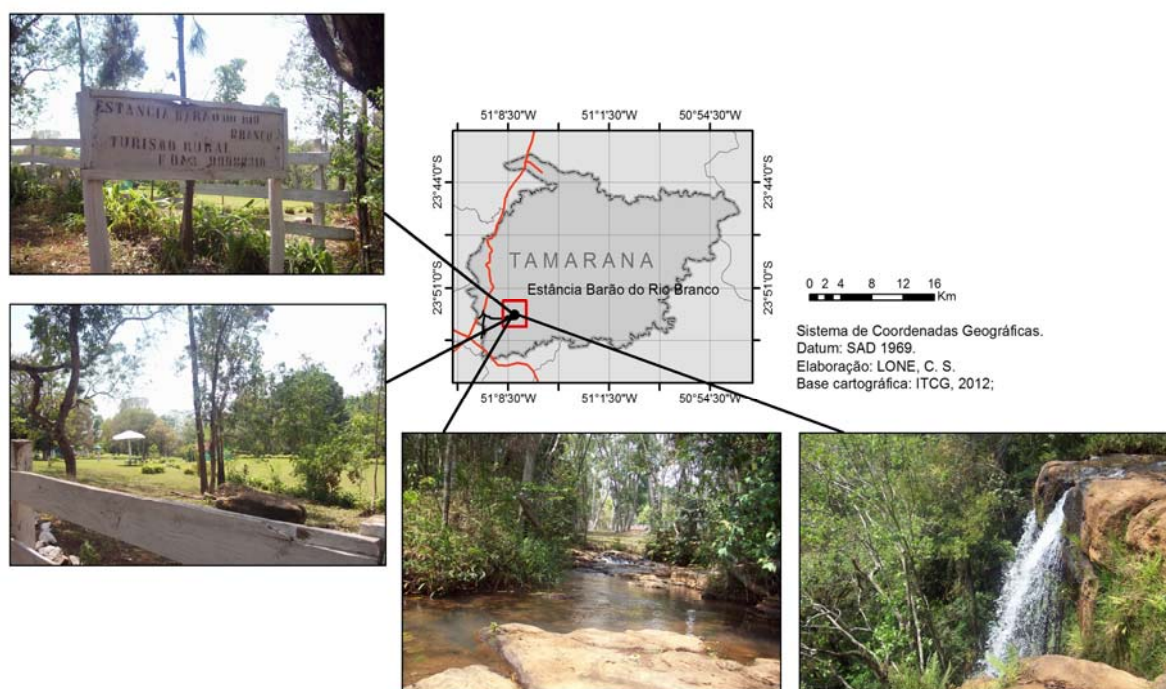 ESTANCIA BARÃO DO RIO
BRANCO
TURISMO RURAL
51°8'30"W 51°1'30"W 50°54'30"W
23°44'0"S 23°44'0"S
TAMARANA
Estância Barão do Rio Branco
23°51'0"S 23°51'0"S
51°8'30"W 51°1'30"W 50°54'30"W
0 2 4 8 12 16
Km
Sistema de Coordenadas Geográficas.
Datum: SAD 1969.
Elaboração: LONE, C. S.
Base cartográfica: ITCG, 2012;